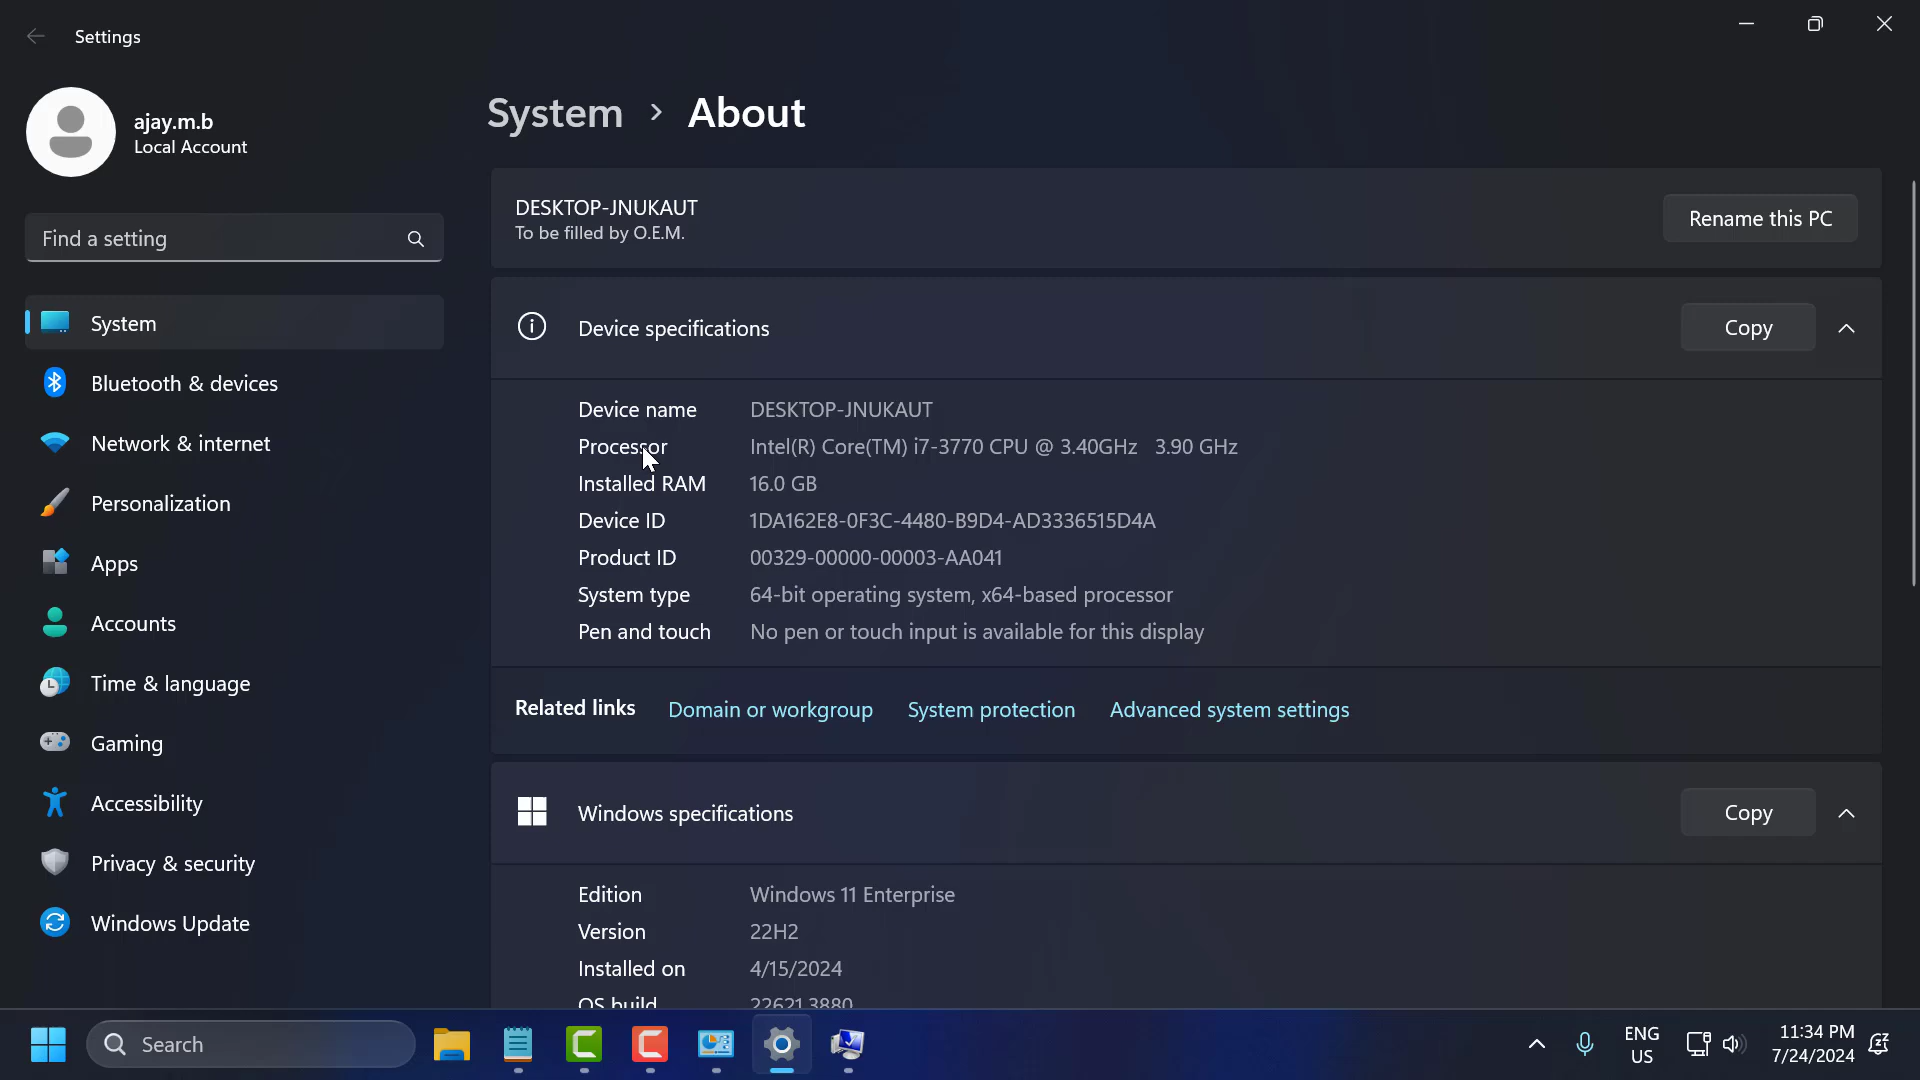 Settings
ajay.m.b
Local Account
Find a setting
System
Bluetooth & devices
Network & internet
Personalization
Apps
Accounts
Time & language
Gaming
Accessibility
Privacy & security
Windows Update
System > About
DESKTOP-JNUKAUT
To be filled by O.E.M.
Rename this PC
Device specifications
Copy
Device name DESKTOP-JNUKAUT
Processor Intel(R) Core(TM) i7-3770 CPU @ 3.40GHz 3.90 GHz
Installed RAM 16.0 GB
Device ID 1DA162E8-0F3C-4480-B9D4-AD3336515D4A
Product ID 00329-00000-00003-AA041
System type 64-bit operating system, x64-based processor
Pen and touch No pen or touch input is available for this display
Related links Domain or workgroup System protection Advanced system settings
Windows specifications
Copy
Edition Windows 11 Enterprise
Version 22H2
Installed on 4/15/2024
OS build 22621.3880
Search
ENG
US
11:34 PM
7/24/2024